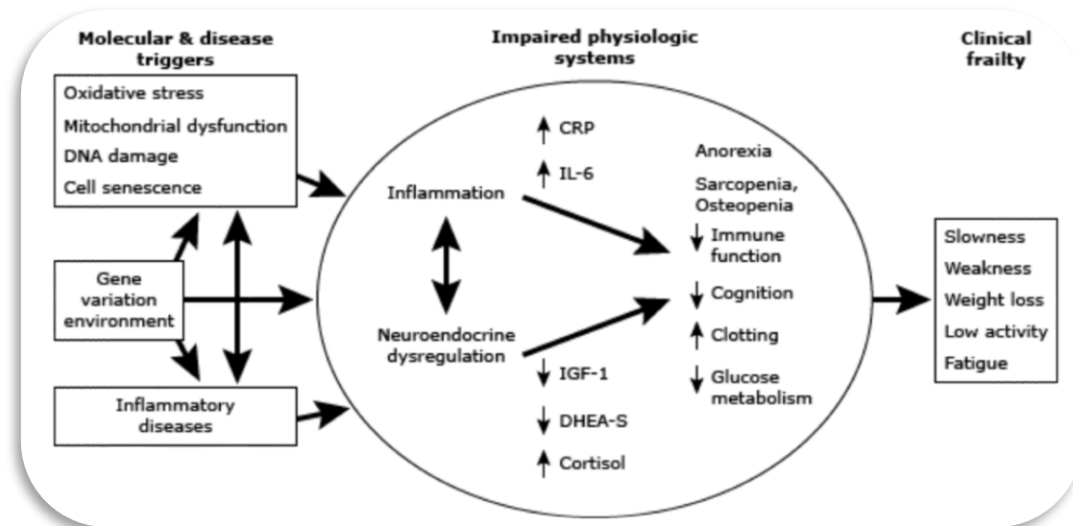 Molecular & disease
triggers
Oxidative stress
Mitochondrial dysfunction
DNA damage
Cell senescence
Gene
variation
environment
Inflammatory
diseases
Impaired physiologic
systems
Inflammation
↑ CRP
↑ IL-6
Neuroendocrine
dysregulation
↓ IGF-1
↓ DHEA-S
↑ Cortisol
Anorexia
Sarcopenia,
Osteopenia
↓ Immune
function
↓ Cognition
↑ Clotting
↓ Glucose
metabolism
Clinical
frailty
Slowness
Weakness
Weight loss
Low activity
Fatigue